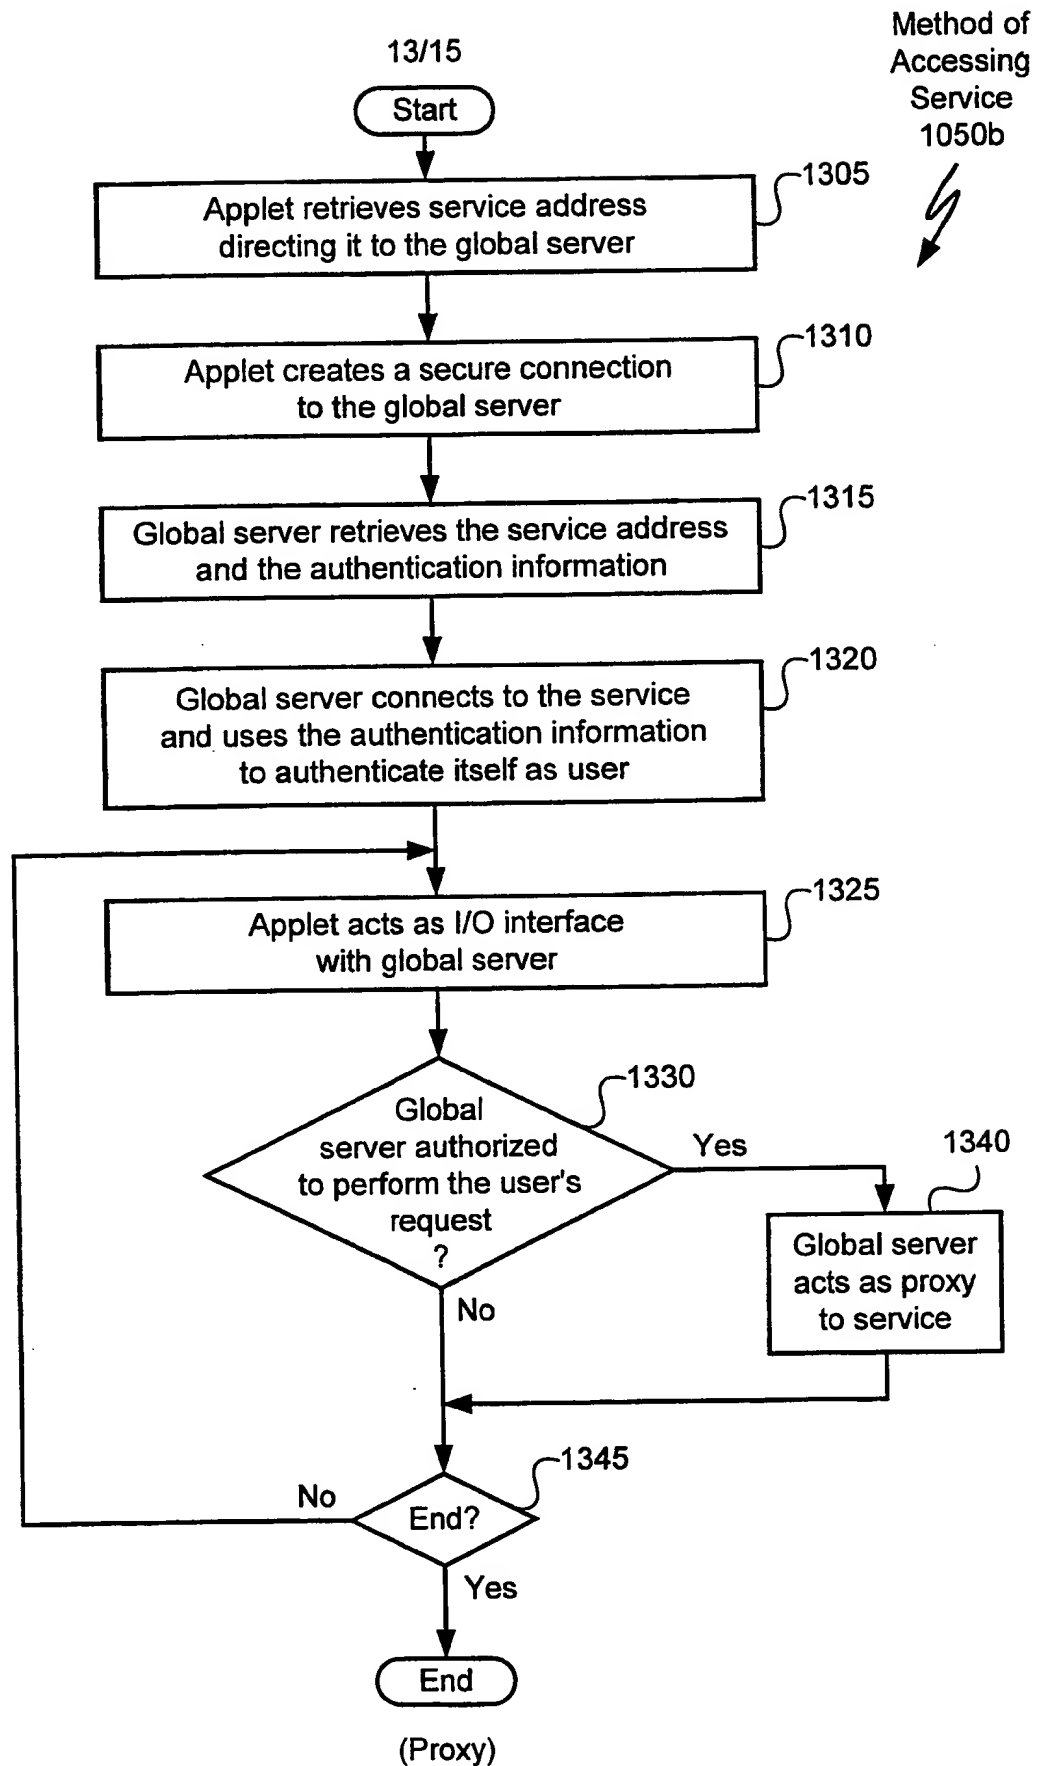 13/15
Method of
Accessing
Service
1050b
Start
1305
Applet retrieves service address
directing it to the global server
1310
Applet creates a secure connection
to the global server
1315
Global server retrieves the service address
and the authentication information
1320
Global server connects to the service
and uses the authentication information
to authenticate itself as user
1325
Applet acts as I/O interface
with global server
1330
Global
server authorized
to perform the user's
request
?
Yes
1340
Global server
acts as proxy
to service
No
1345
End?
No
Yes
End
(Proxy)